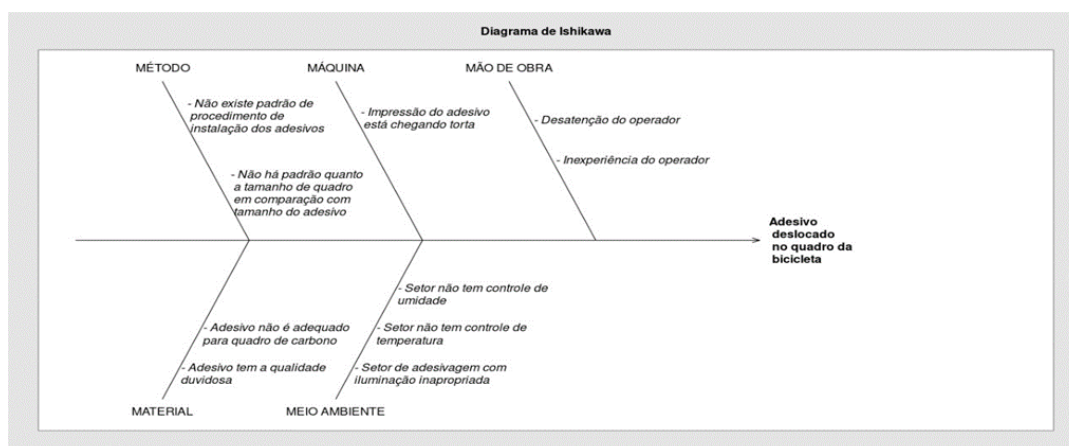 Diagrama de Ishikawa
MÉTODO
MÁQUINA
MÃO DE OBRA
- Não existe padrão de
procedimento de
instalação dos adesivos
- Não há padrão quanto
a tamanho de quadro
em comparação com
tamanho do adesivo
- Impressão do adesivo
está chegando torta
- Desatenção do operador
- Inexperiência do operador
Adesivo
deslocado
no quadro da
bicicleta
- Adesivo não é adequado
para quadro de carbono
- Adesivo tem a qualidade
duvidosa
- Setor não tem controle de
umidade
- Setor não tem controle de
temperatura
- Setor de adesivagem com
iluminação inapropriada
MATERIAL
MEIO AMBIENTE